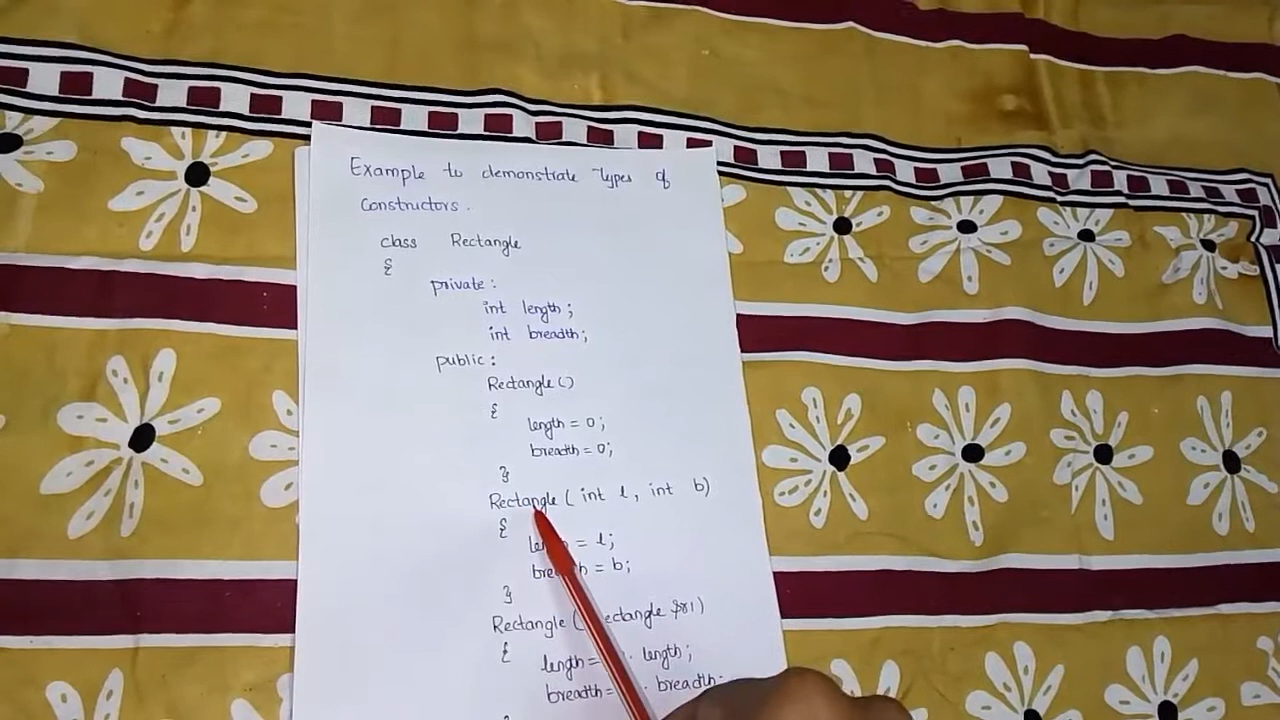 Example to demonstrate Types of
Constructors.
class Rectangle
{
private:
int length;
int breadth;
public:
Rectangle()
{
length = 0;
breadth = 0;
}
Rectangle (int l, int b)
{
= l;
= b;
}
Rectangle ( &r1)
{
length = . length;
breadth = . breadth;
}